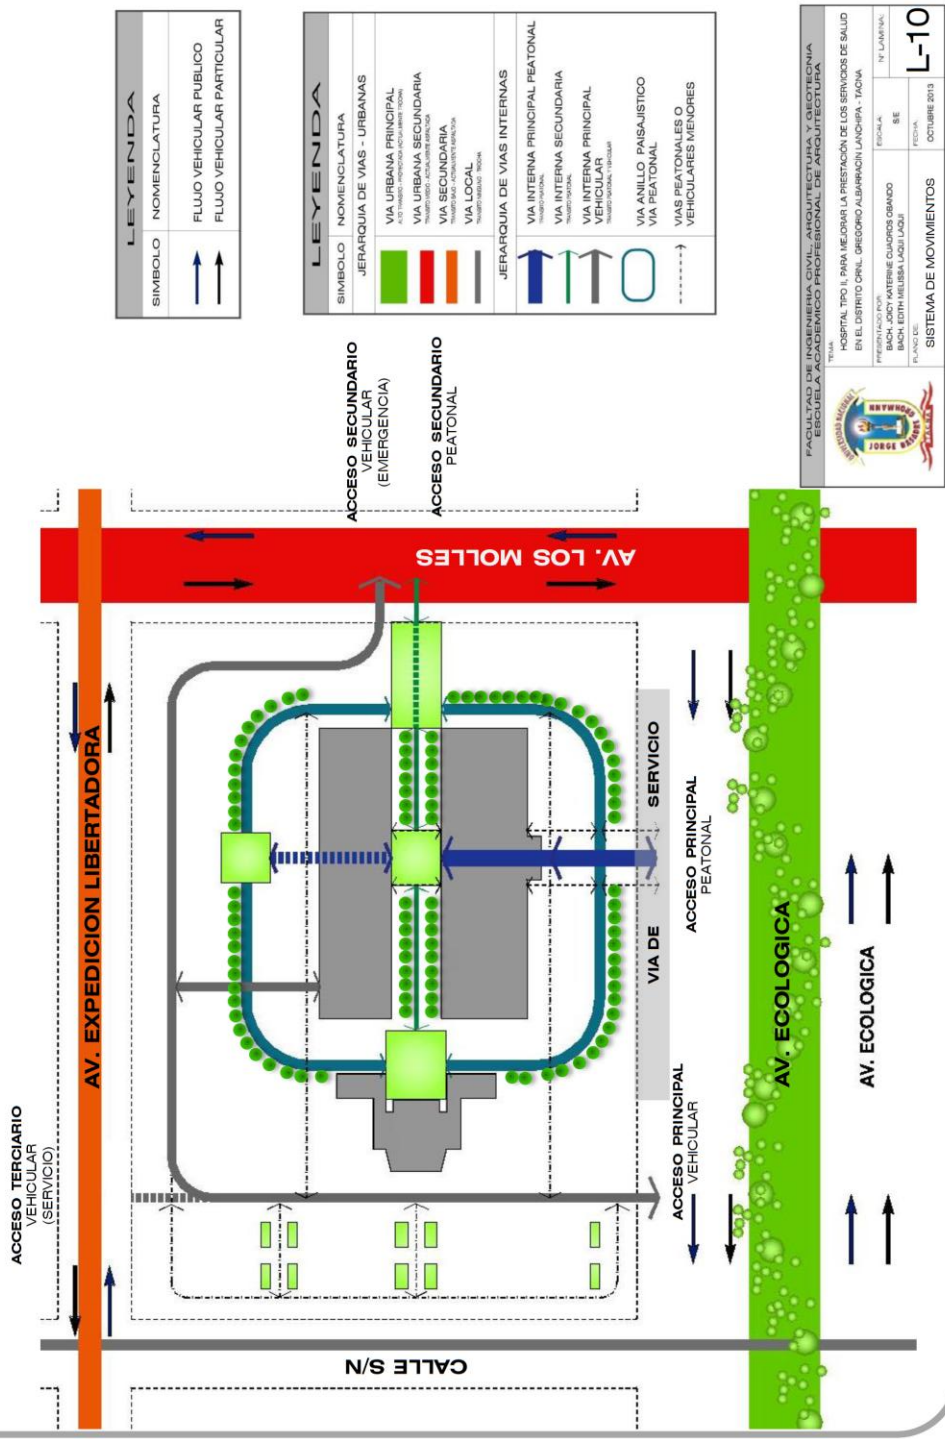 LEYENDA
SIMBOLO NOMENCLATURA
FLUJO VEHICULAR PUBLICO
FLUJO VEHICULAR PARTICULAR
LEYENDA
SIMBOLO NOMENCLATURA
JERARQUIA DE VIAS - URBANAS
VIA URBANA PRINCIPAL
VIA URBANA SECUNDARIA
VIA SECUNDARIA
VIA LOCAL
JERARQUIA DE VIAS INTERNAS
VIA INTERNA PRINCIPAL PEATONAL
VIA INTERNA SECUNDARIA
VIA INTERNA PRINCIPAL
VEHICULAR
VIA ANILLO PAISAJISTICO
VIA PEATONAL
VIAS PEATONALES O
VEHICULARES MENORES
ACCESO TERCIARIO
VEHICULAR
(SERVICIO)
AV. EXPEDICION LIBERTADORA
ACCESO SECUNDARIO
VEHICULAR
(EMERGENCIA)
ACCESO SECUNDARIO
PEATONAL
AV. LOS MOLLES
CALLE S/N
VIA DE SERVICIO
ACCESO PRINCIPAL
VEHICULAR
ACCESO PRINCIPAL
PEATONAL
AV. ECOLOGICA
AV. ECOLOGICA
FACULTAD DE INGENIERIA CIVIL, ARQUITECTURA Y GEOTECNIA
ESCUELA ACADEMICO PROFESIONAL DE ARQUITECTURA
TEMA:
HOSPITAL TIPO II, PARA MEJORAR LA PRESTACIÓN DE LOS SERVICIOS DE SALUD
EN EL DISTRITO CRNL. GREGORIO ALBARRACÍN LANCHIPA - TACNA
PRESENTADO POR:
BACH. JOICY KATERINE CUADROS OBANDO
BACH. EDITH MELISSA LAQUI LAQUI
ESCALA:
SE
N° LAMINA:
L-10
PLANO DE:
SISTEMA DE MOVIMIENTOS
FECHA:
OCTUBRE 2013
JORGE BASADRE
TACNA